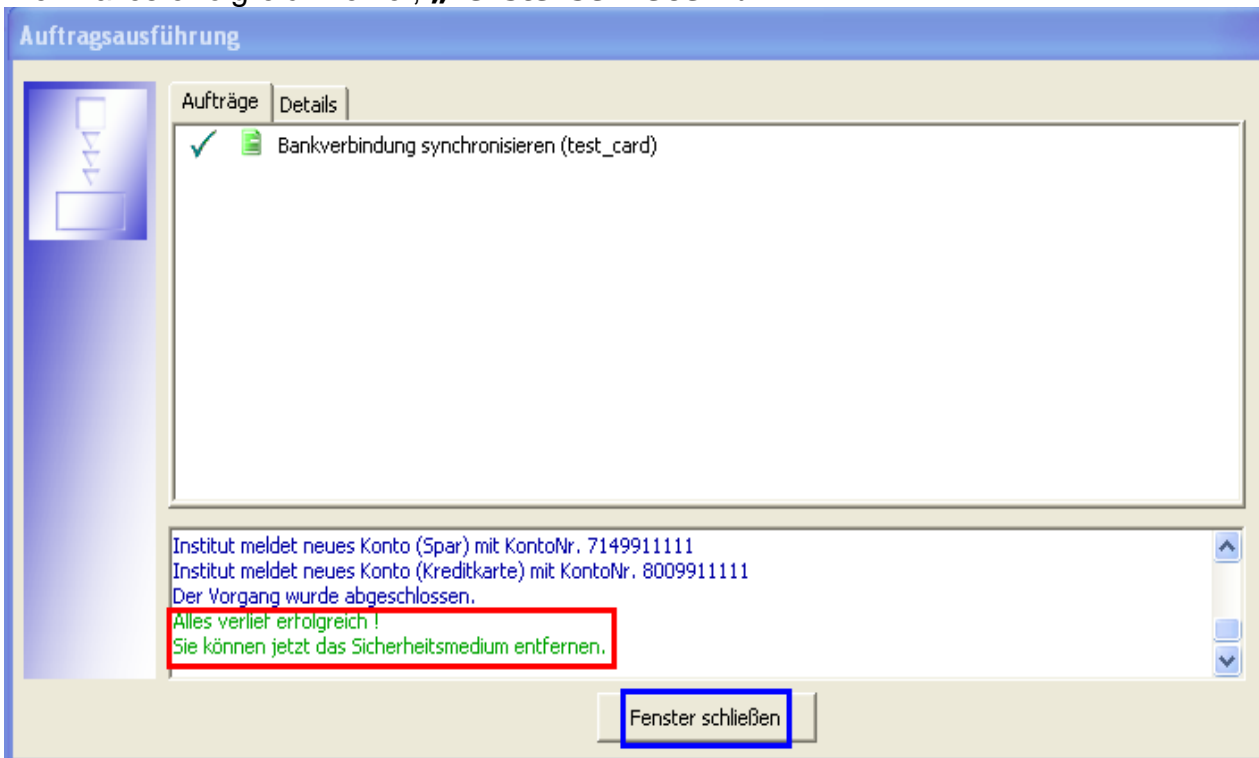 Auftragsausführung
Aufträge Details
Bankverbindung synchronisieren (test_card)
Institut meldet neues Konto (Spar) mit KontoNr. 7149911111
Institut meldet neues Konto (Kreditkarte) mit KontoNr. 8009911111
Der Vorgang wurde abgeschlossen.
Alles verlief erfolgreich !
Sie können jetzt das Sicherheitsmedium entfernen.
Fenster schließen